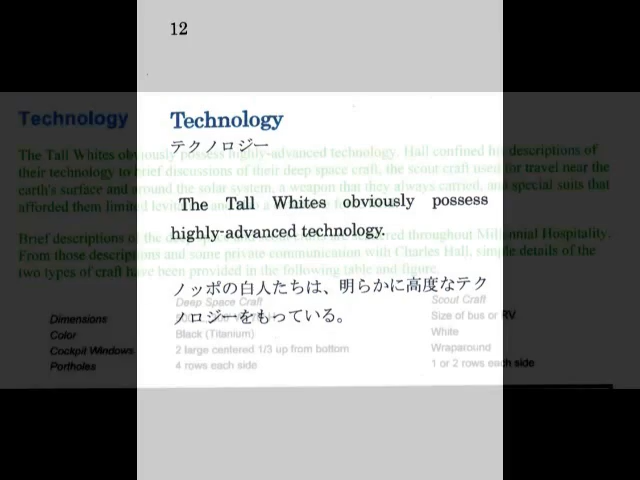 12
Technology
テクノロジー
The Tall Whites obviously possess
highly-advanced technology.
ノッポの白人たちは、明らかに高度なテク
ノロジーをもっている。
Technology
The Tall Whites obviously possess highly-advanced technology. Hall confined his descriptions of
their technology to brief discussions of their deep space craft, the scout craft used for travel near the
earth's surface and around the solar system, a weapon that they always carried, and special suits that
afforded them limited
Brief descriptions of the throughout Millennial Hospitality.
From those descriptions and some private communication with Charles Hall, simple details of the
two types of craft have been provided in the following table and figure.
Deep Space Craft Scout Craft
Dimensions Size of bus or RV
Color Black (Titanium) White
Cockpit Windows 2 large centered 1/3 up from bottom Wraparound
Portholes 4 rows each side 1 or 2 rows each side